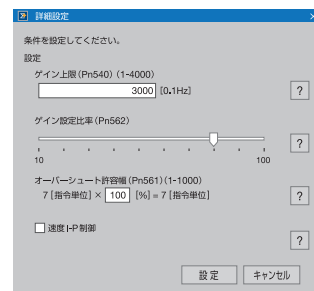 詳細設定
条件を設定してください。
設定
ゲイン上限(Pn540) (1-4000)
3000 [0.1Hz]
?
ゲイン設定比率(Pn562)
?
10 100
オーバーシュート許容幅(Pn561)(1-1000)
7 [指令単位] × 100 [%] = 7 [指令単位]
?
速度I-P制御
?
設定 キャンセル